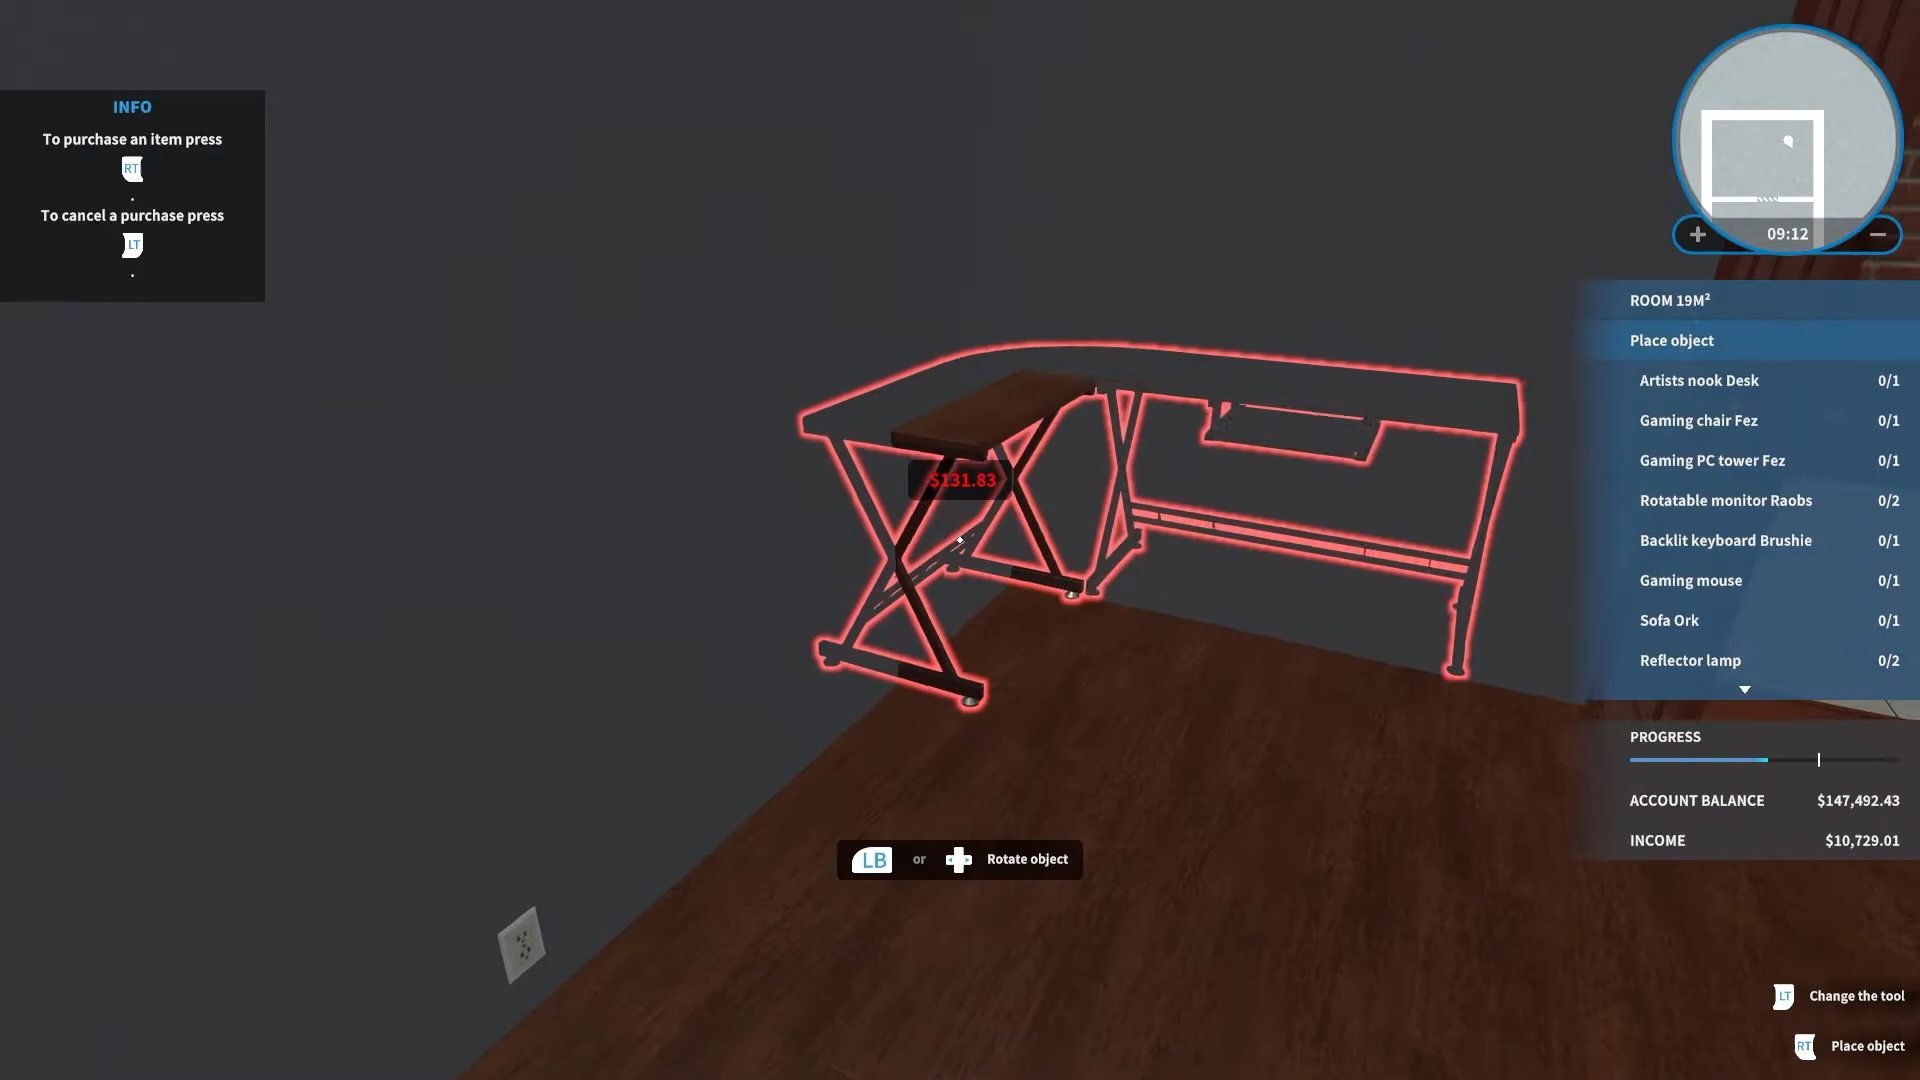 INFO
To purchase an item press
RT
.
To cancel a purchase press
LT
.
09:12
ROOM 19M²
Place object
Artists nook Desk 0/1
Gaming chair Fez 0/1
Gaming PC tower Fez 0/1
Rotatable monitor Raobs 0/2
Backlit keyboard Brushie 0/1
Gaming mouse 0/1
Sofa Ork 0/1
Reflector lamp 0/2
$131.83
PROGRESS
ACCOUNT BALANCE $147,492.43
INCOME $10,729.01
LB or Rotate object
LT Change the tool
RT Place object